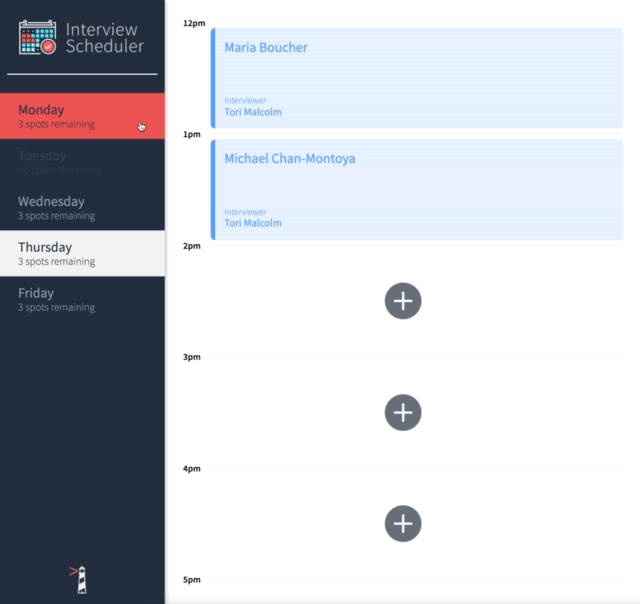 Interview
Scheduler
Monday
3 spots remaining
Tuesday
no spots remaining
Wednesday
3 spots remaining
Thursday
3 spots remaining
Friday
3 spots remaining
12pm
Maria Boucher
Interviewer
Tori Malcolm
1pm
Michael Chan-Montoya
Interviewer
Tori Malcolm
2pm
3pm
4pm
5pm